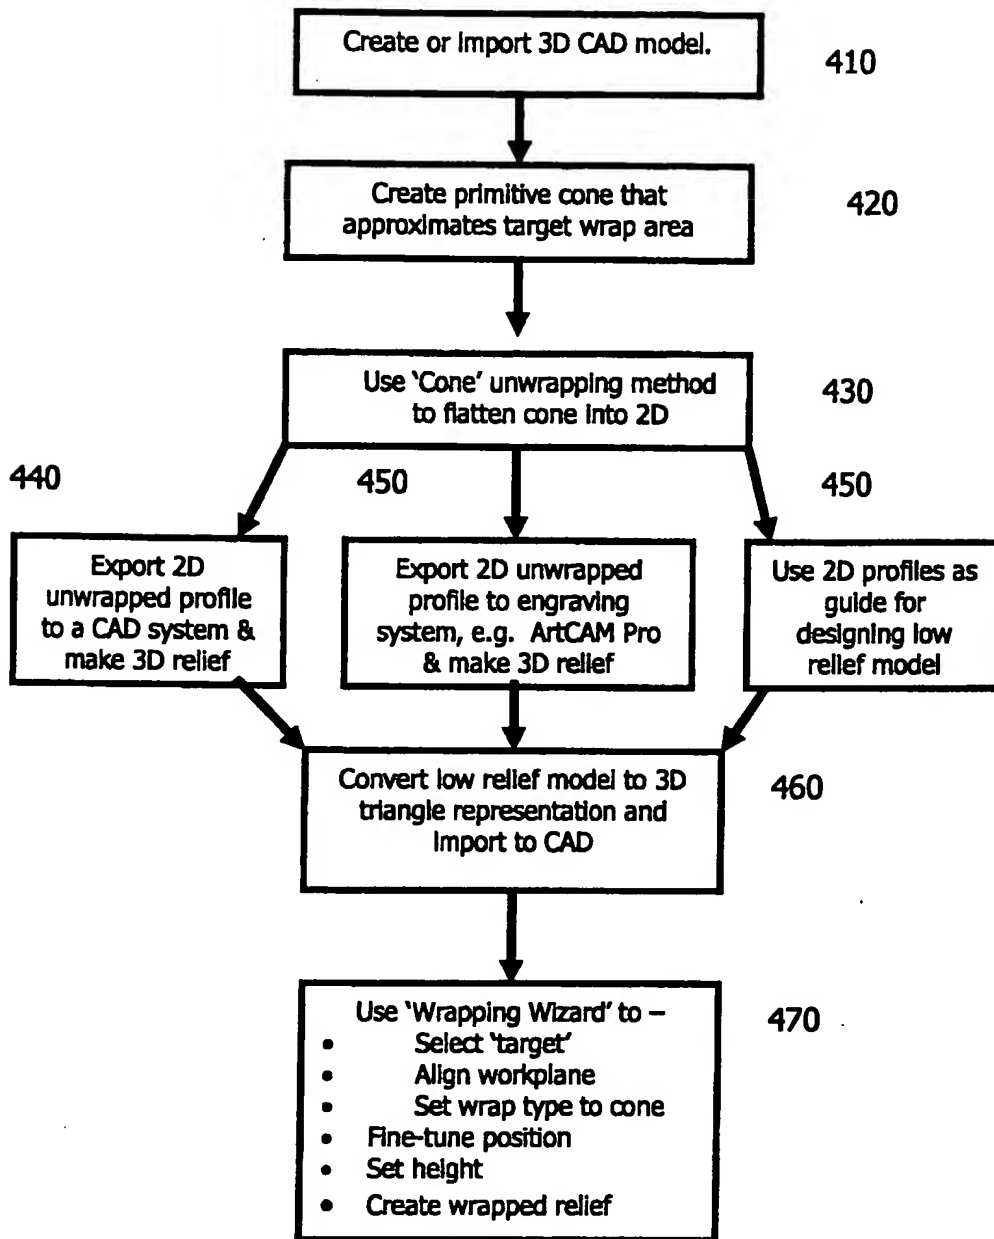 Create or import 3D CAD model.
410
Create primitive cone that
approximates target wrap area
420
Use ‘Cone’ unwrapping method
to flatten cone into 2D
430
440
450
450
Export 2D
unwrapped profile
to a CAD system &
make 3D relief
Export 2D unwrapped
profile to engraving
system, e.g. ArtCAM Pro
& make 3D relief
Use 2D profiles as
guide for
designing low
relief model
Convert low relief model to 3D
triangle representation and
import to CAD
460
Use ‘Wrapping Wizard’ to –
• Select ‘target’
• Align workplane
• Set wrap type to cone
• Fine-tune position
• Set height
• Create wrapped relief
470